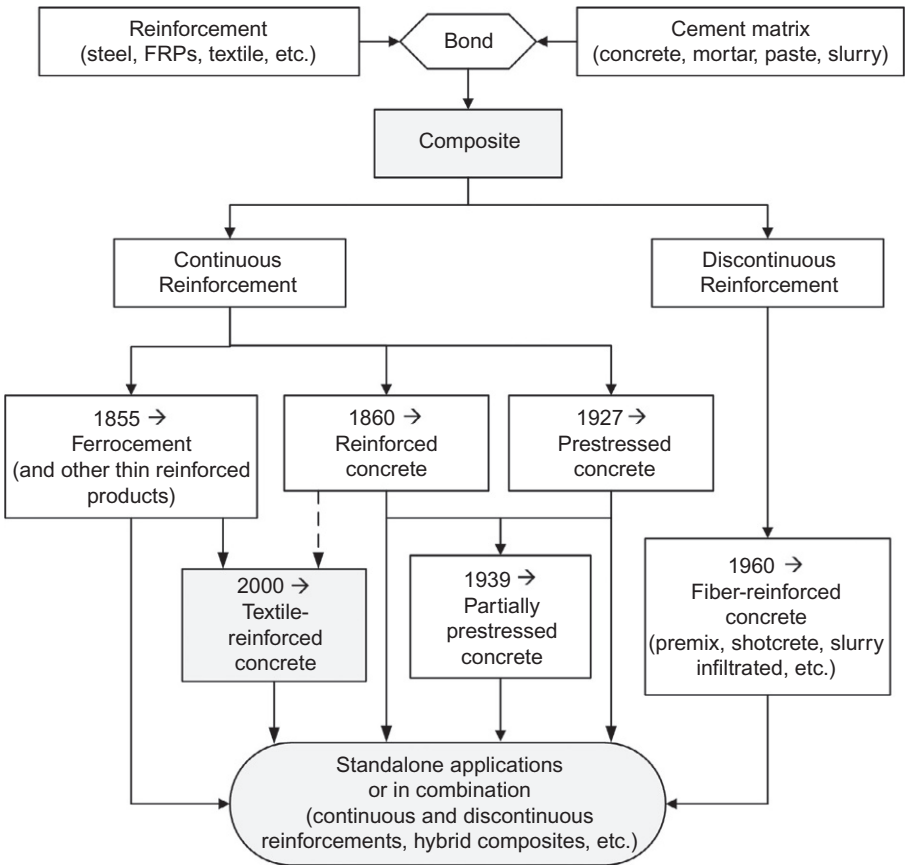 Reinforcement
(steel, FRPs, textile, etc.)
Bond
Cement matrix
(concrete, mortar, paste, slurry)
Composite
Continuous
Reinforcement
Discontinuous
Reinforcement
1855 →
Ferrocement
(and other thin reinforced
products)
1860 →
Reinforced
concrete
1927 →
Prestressed
concrete
2000 →
Textile-
reinforced
concrete
1939 →
Partially
prestressed
concrete
1960 →
Fiber-reinforced
concrete
(premix, shotcrete, slurry
infiltrated, etc.)
Standalone applications
or in combination
(continuous and discontinuous
reinforcements, hybrid composites, etc.)